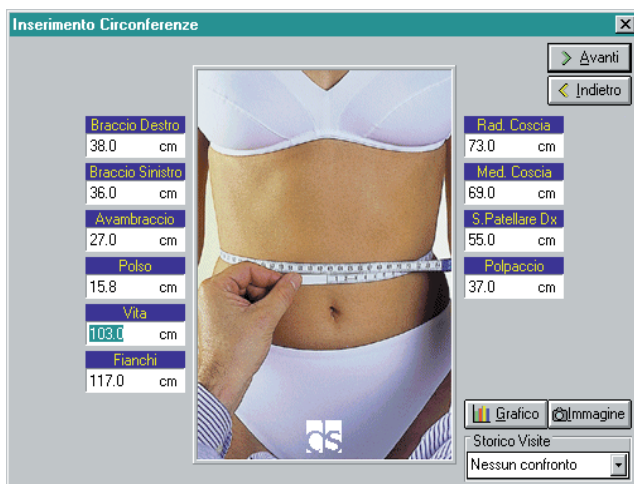 Inserimento Circonferenze
Avanti
Indietro
Braccio Destro
38.0 cm
Braccio Sinistro
36.0 cm
Avambraccio
27.0 cm
Polso
15.8 cm
Vita
103.0 cm
Fianchi
117.0 cm
Rad. Coscia
73.0 cm
Med. Coscia
69.0 cm
S.Patellare Dx
55.0 cm
Polpaccio
37.0 cm
ds
Grafico
Immagine
Storico Visite
Nessun confronto